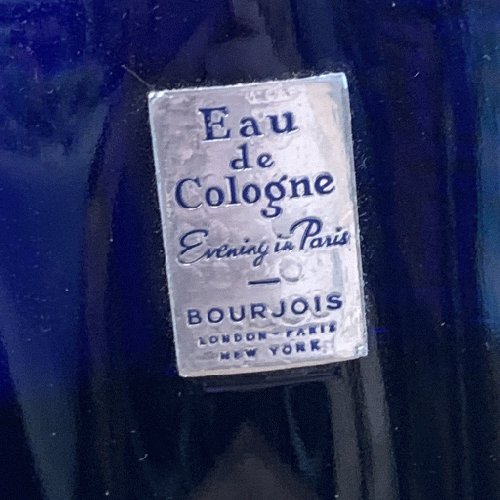 Eau
de
Cologne
Evening in Paris
BOURJOIS
LONDON - PARIS
NEW YORK